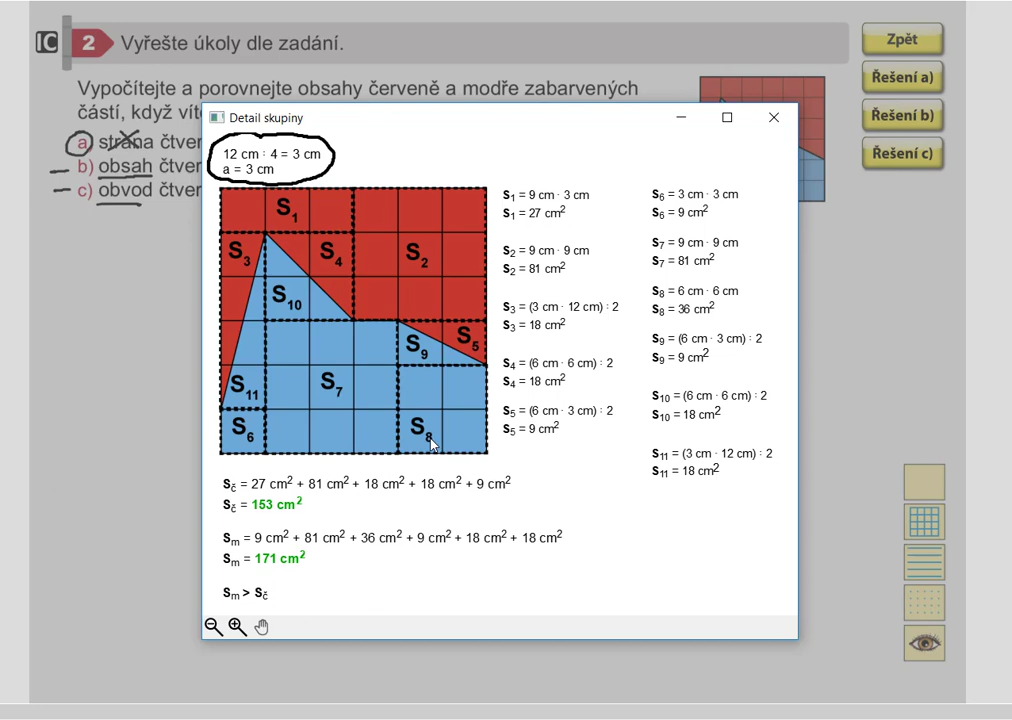 2 Vyřešte úkoly dle zadání.
Zpět
Řešení a)
Řešení b)
Řešení c)
Vypočítejte a porovnejte obsahy červeně a modře zabarvených
částí, když
a) strana
b) obsah
c) obvod
Detail skupiny
12 cm : 4 = 3 cm
a = 3 cm
S1
S3
S4
S2
S10
S9
S5
S11
S7
S6
S8
S1 = 9 cm · 3 cm
S1 = 27 cm²
S2 = 9 cm · 9 cm
S2 = 81 cm²
S3 = (3 cm · 12 cm) : 2
S3 = 18 cm²
S4 = (6 cm · 6 cm) : 2
S4 = 18 cm²
S5 = (6 cm · 3 cm) : 2
S5 = 9 cm²
S6 = 3 cm · 3 cm
S6 = 9 cm²
S7 = 9 cm · 9 cm
S7 = 81 cm²
S8 = 6 cm · 6 cm
S8 = 36 cm²
S9 = (6 cm · 3 cm) : 2
S9 = 9 cm²
S10 = (6 cm · 6 cm) : 2
S10 = 18 cm²
S11 = (3 cm · 12 cm) : 2
S11 = 18 cm²
Sč = 27 cm² + 81 cm² + 18 cm² + 18 cm² + 9 cm²
Sč = 153 cm²
Sm = 9 cm² + 81 cm² + 36 cm² + 9 cm² + 18 cm² + 18 cm²
Sm = 171 cm²
Sm > Sč